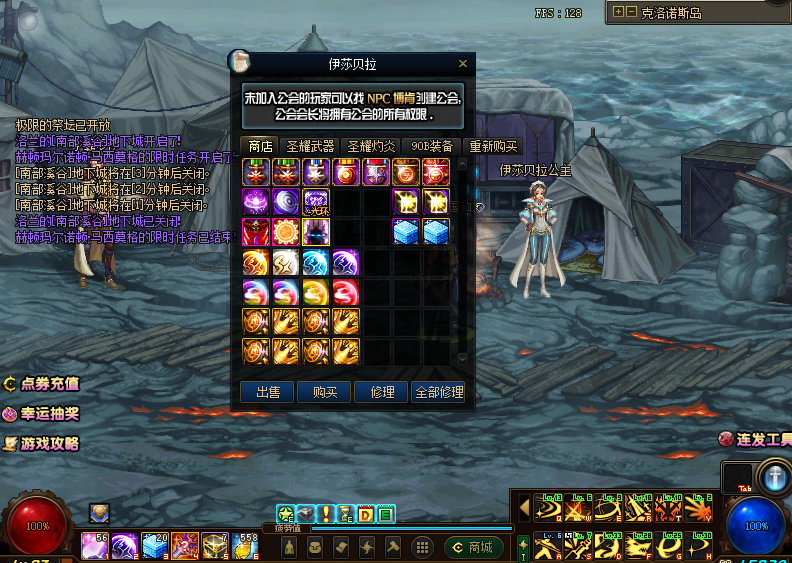 FPS : 128
克洛诺斯岛
伊莎贝拉
未加入公会的玩家可以找 NPC 博肯创建公会,
公会会长将拥有公会的所有权限 .
商店 圣耀武器 圣耀灼炎 90B装备 重新购买
极限的祭坛已开放
洛兰的[南部溪谷]地下城开启了!
赫顿玛尔诺顿·马西莫格的限时任务开启了
[南部溪谷]地下城将在[3]分钟后关闭。
[南部溪谷]地下城将在[2]分钟后关闭。
[南部溪谷]地下城将在[1]分钟后关闭。
洛兰的[南部溪谷]地下城已关闭!
赫顿玛尔诺顿·马西莫格的限时任务已结束
伊莎贝拉公主
光环
出售 购买 修理 全部修理
点券充值
幸运抽奖
游戏攻略
连发工具
Tab
疲劳值
100%
100%
56 7 20 7 558
商城